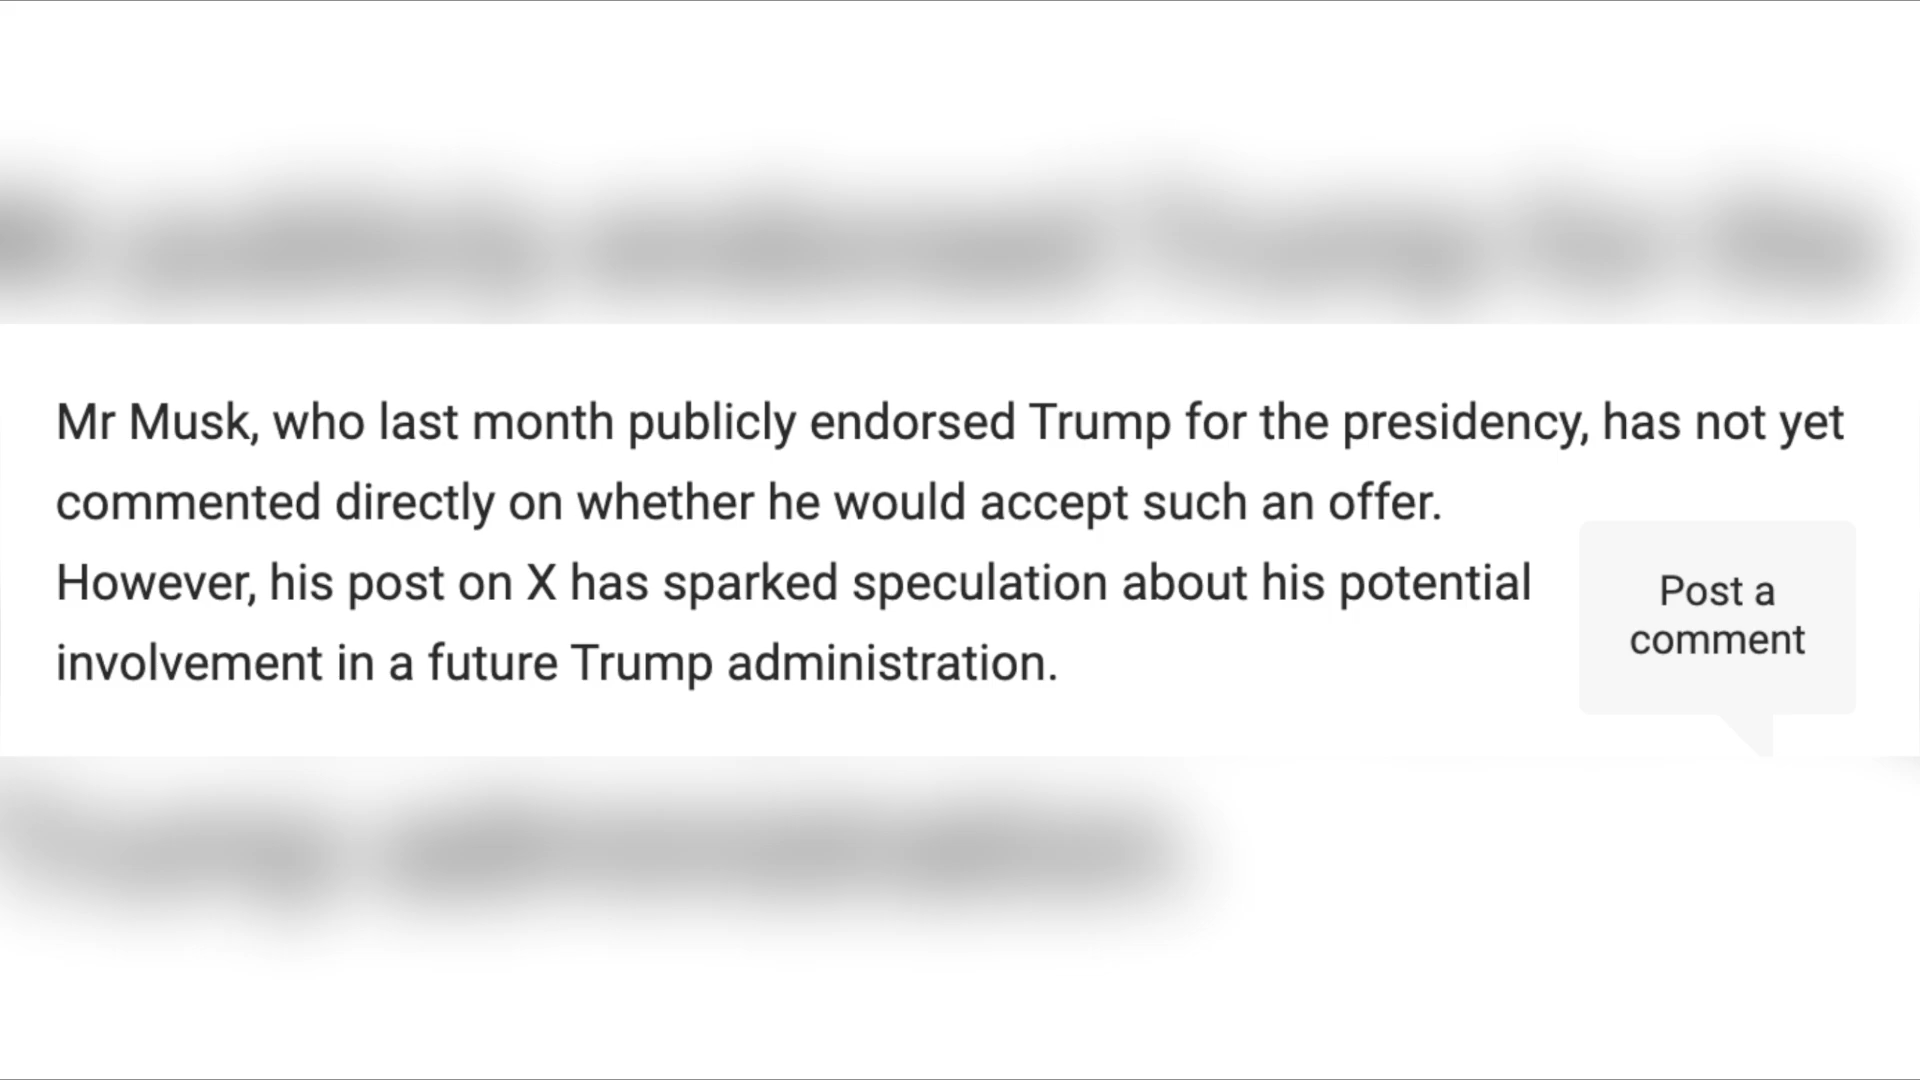 Mr Musk, who last month publicly endorsed Trump for the presidency, has not yet
commented directly on whether he would accept such an offer.
However, his post on X has sparked speculation about his potential
involvement in a future Trump administration.
Post a
comment